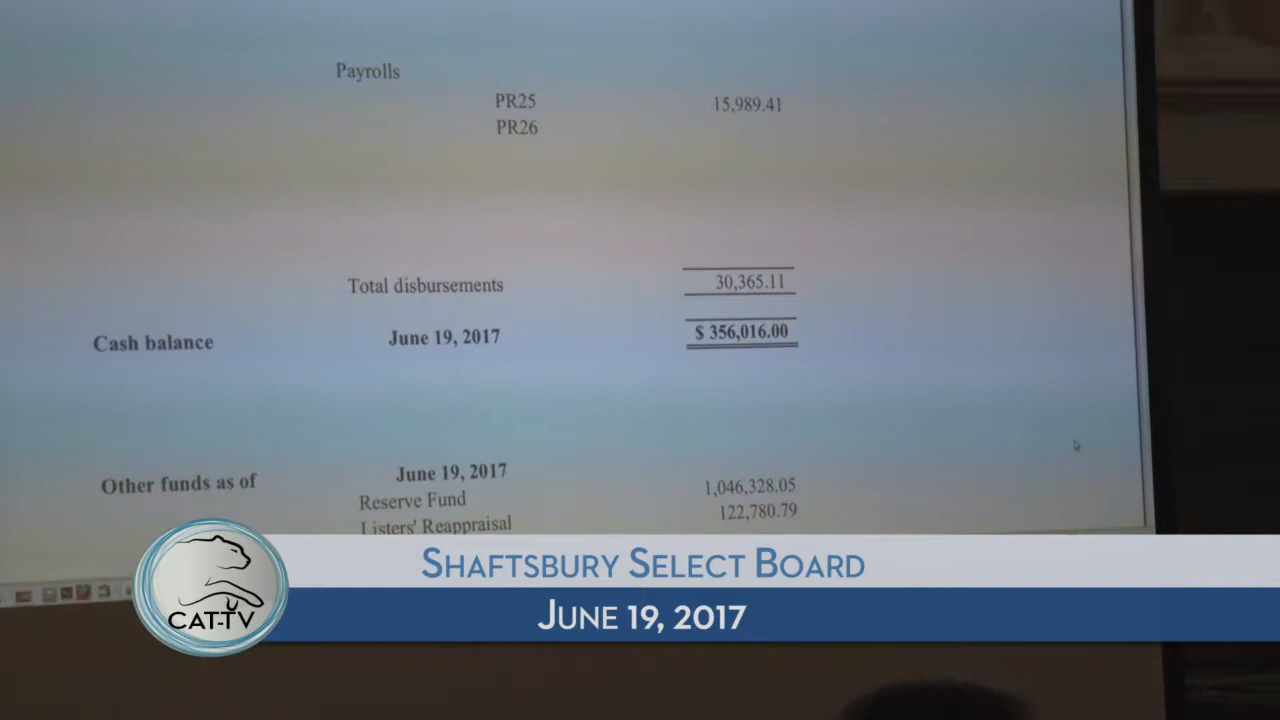 Payrolls
PR25 15,989.41
PR26
Total disbursements 30,365.11
Cash balance June 19, 2017 $ 356,016.00
Other funds as of June 19, 2017
Reserve Fund 1,046,328.05
Listers' Reappraisal 122,780.79
SHAFTSBURY SELECT BOARD
JUNE 19, 2017
CAT-TV